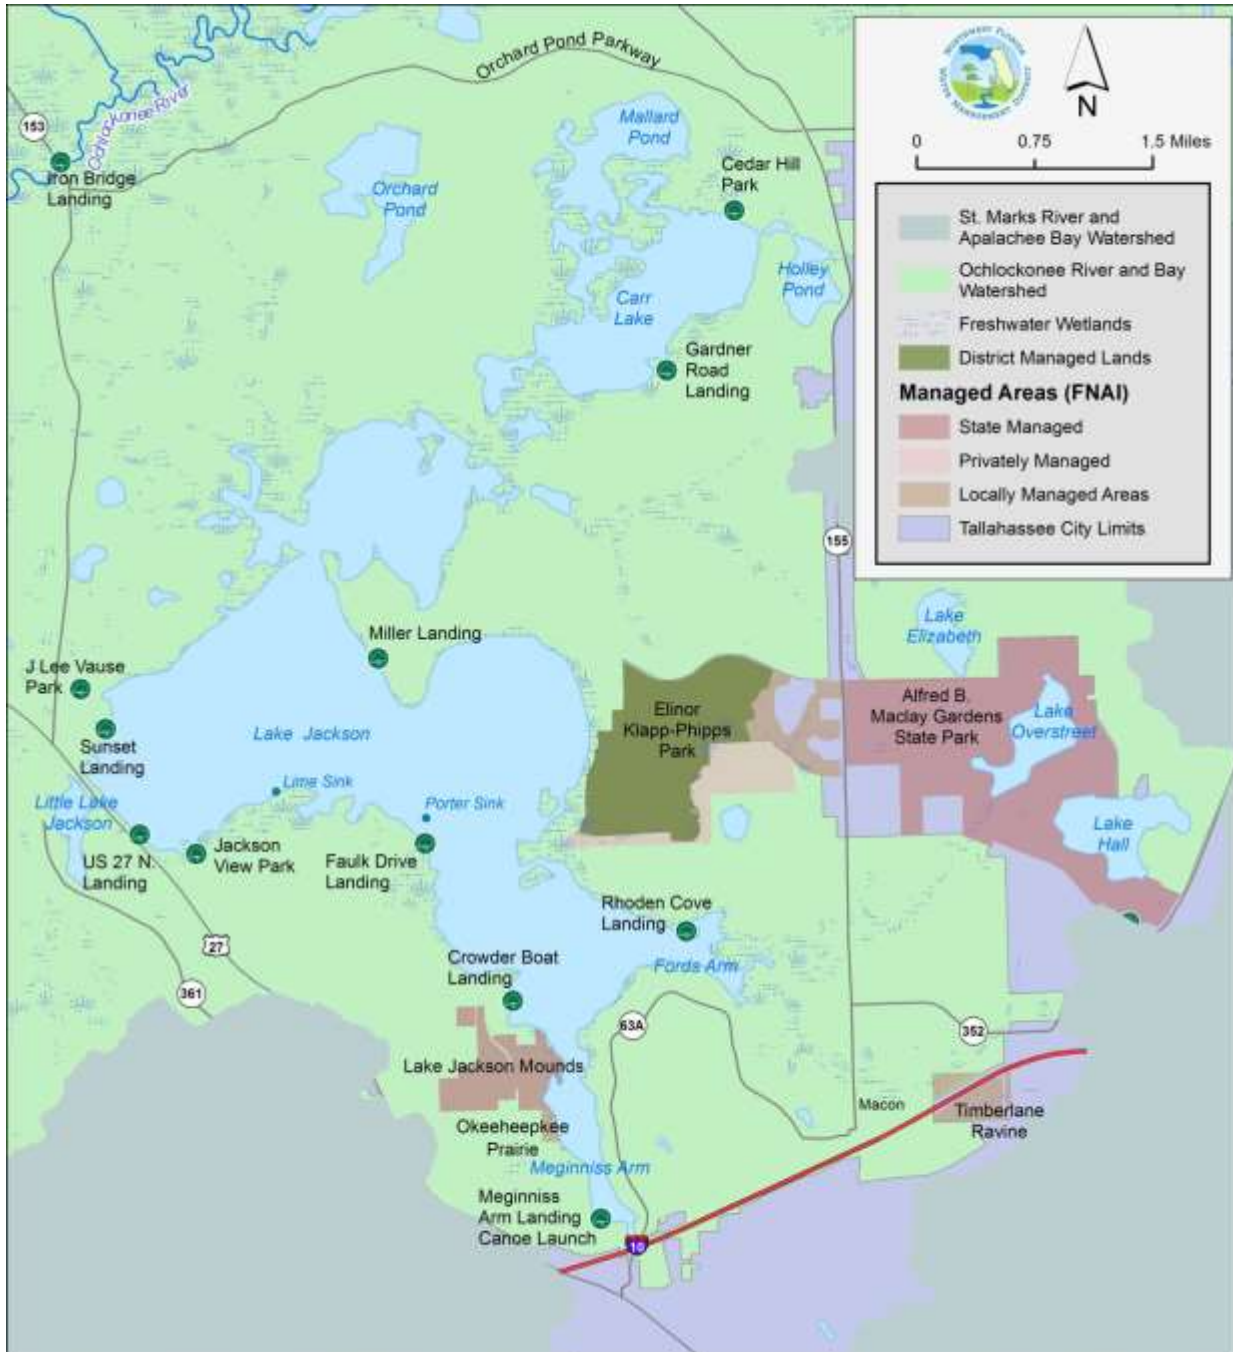 Orchard Pond Parkway
NORTHWEST FLORIDA
WATER MANAGEMENT DISTRICT
N
0 0.75 1.5 Miles
St. Marks River and
Apalachee Bay Watershed
Ochlockonee River and Bay
Watershed
Freshwater Wetlands
District Managed Lands
Managed Areas (FNAI)
State Managed
Privately Managed
Locally Managed Areas
Tallahassee City Limits
153
Ochlockonee River
Iron Bridge
Landing
Orchard
Pond
Mallard
Pond
Cedar Hill
Park
Holley
Pond
Carr
Lake
Gardner
Road
Landing
155
Miller Landing
J Lee Vause
Park
Sunset
Landing
Lake Jackson
Lime Sink
Porter Sink
Little Lake
Jackson
US 27 N.
Landing
Jackson
View Park
Faulk Drive
Landing
Elinor
Klapp-Phipps
Park
Lake
Elizabeth
Alfred B.
Maclay Gardens
State Park
Lake
Overstreet
Lake
Hall
Rhoden Cove
Landing
Fords Arm
Crowder Boat
Landing
27
361
63A
352
Lake Jackson Mounds
Okeeheepkee
Prairie
Macon
Timberlane
Ravine
Meginniss Arm
Meginniss
Arm Landing
Canoe Launch
10